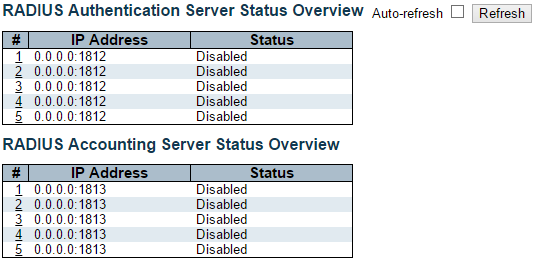 RADIUS Authentication Server Status Overview Auto-refresh Refresh
# IP Address Status
1 0.0.0.0:1812 Disabled
2 0.0.0.0:1812 Disabled
3 0.0.0.0:1812 Disabled
4 0.0.0.0:1812 Disabled
5 0.0.0.0:1812 Disabled
RADIUS Accounting Server Status Overview
# IP Address Status
1 0.0.0.0:1813 Disabled
2 0.0.0.0:1813 Disabled
3 0.0.0.0:1813 Disabled
4 0.0.0.0:1813 Disabled
5 0.0.0.0:1813 Disabled